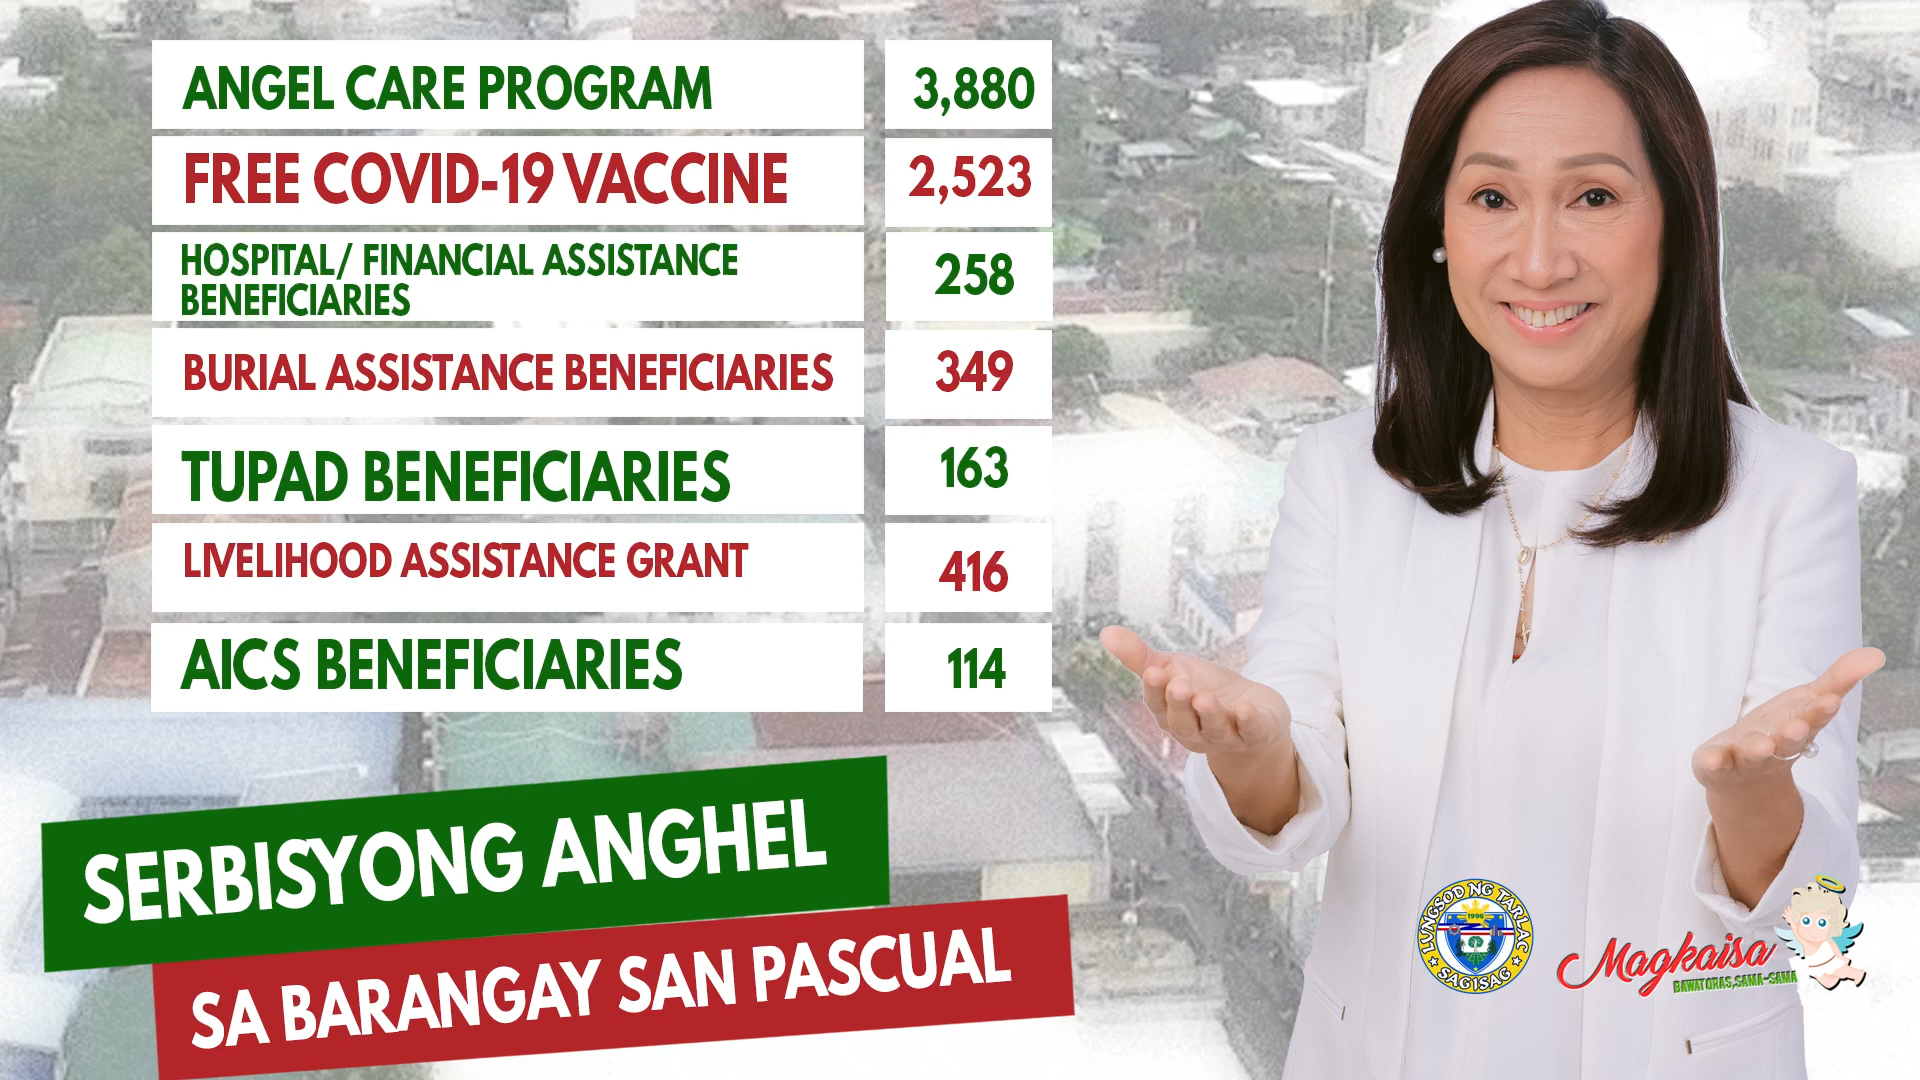 ANGEL CARE PROGRAM 3,880
FREE COVID-19 VACCINE 2,523
HOSPITAL/ FINANCIAL ASSISTANCE
BENEFICIARIES 258
BURIAL ASSISTANCE BENEFICIARIES 349
TUPAD BENEFICIARIES 163
LIVELIHOOD ASSISTANCE GRANT 416
AICS BENEFICIARIES 114
SERBISYONG ANGHEL
SA BARANGAY SAN PASCUAL
LUNGSOD NG TARLAC
1998
SAGISAG
Magkaisa
BAWAT ORAS, SAMA-SAMA